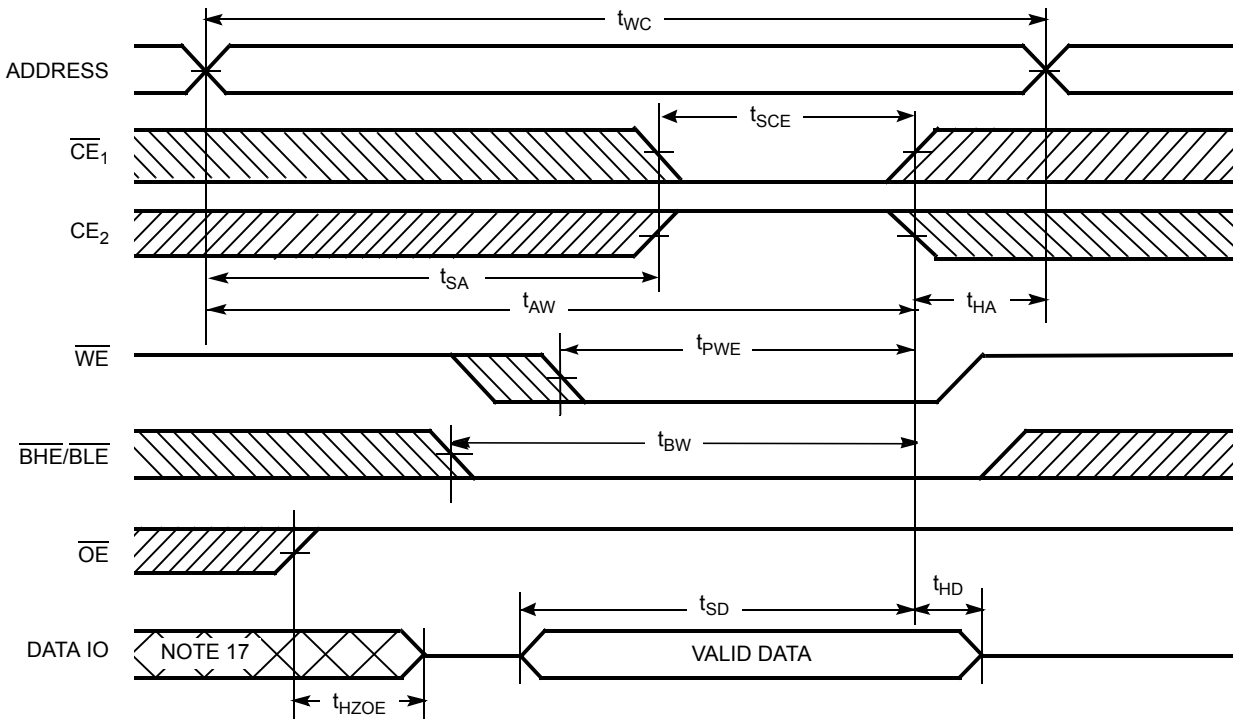 tWC
ADDRESS
tSCE
CE1
CE2
tSA
tAW
tHA
WE
tPWE
BHE/BLE
tBW
OE
tHD
tSD
DATA IO
NOTE 17
VALID DATA
tHZOE